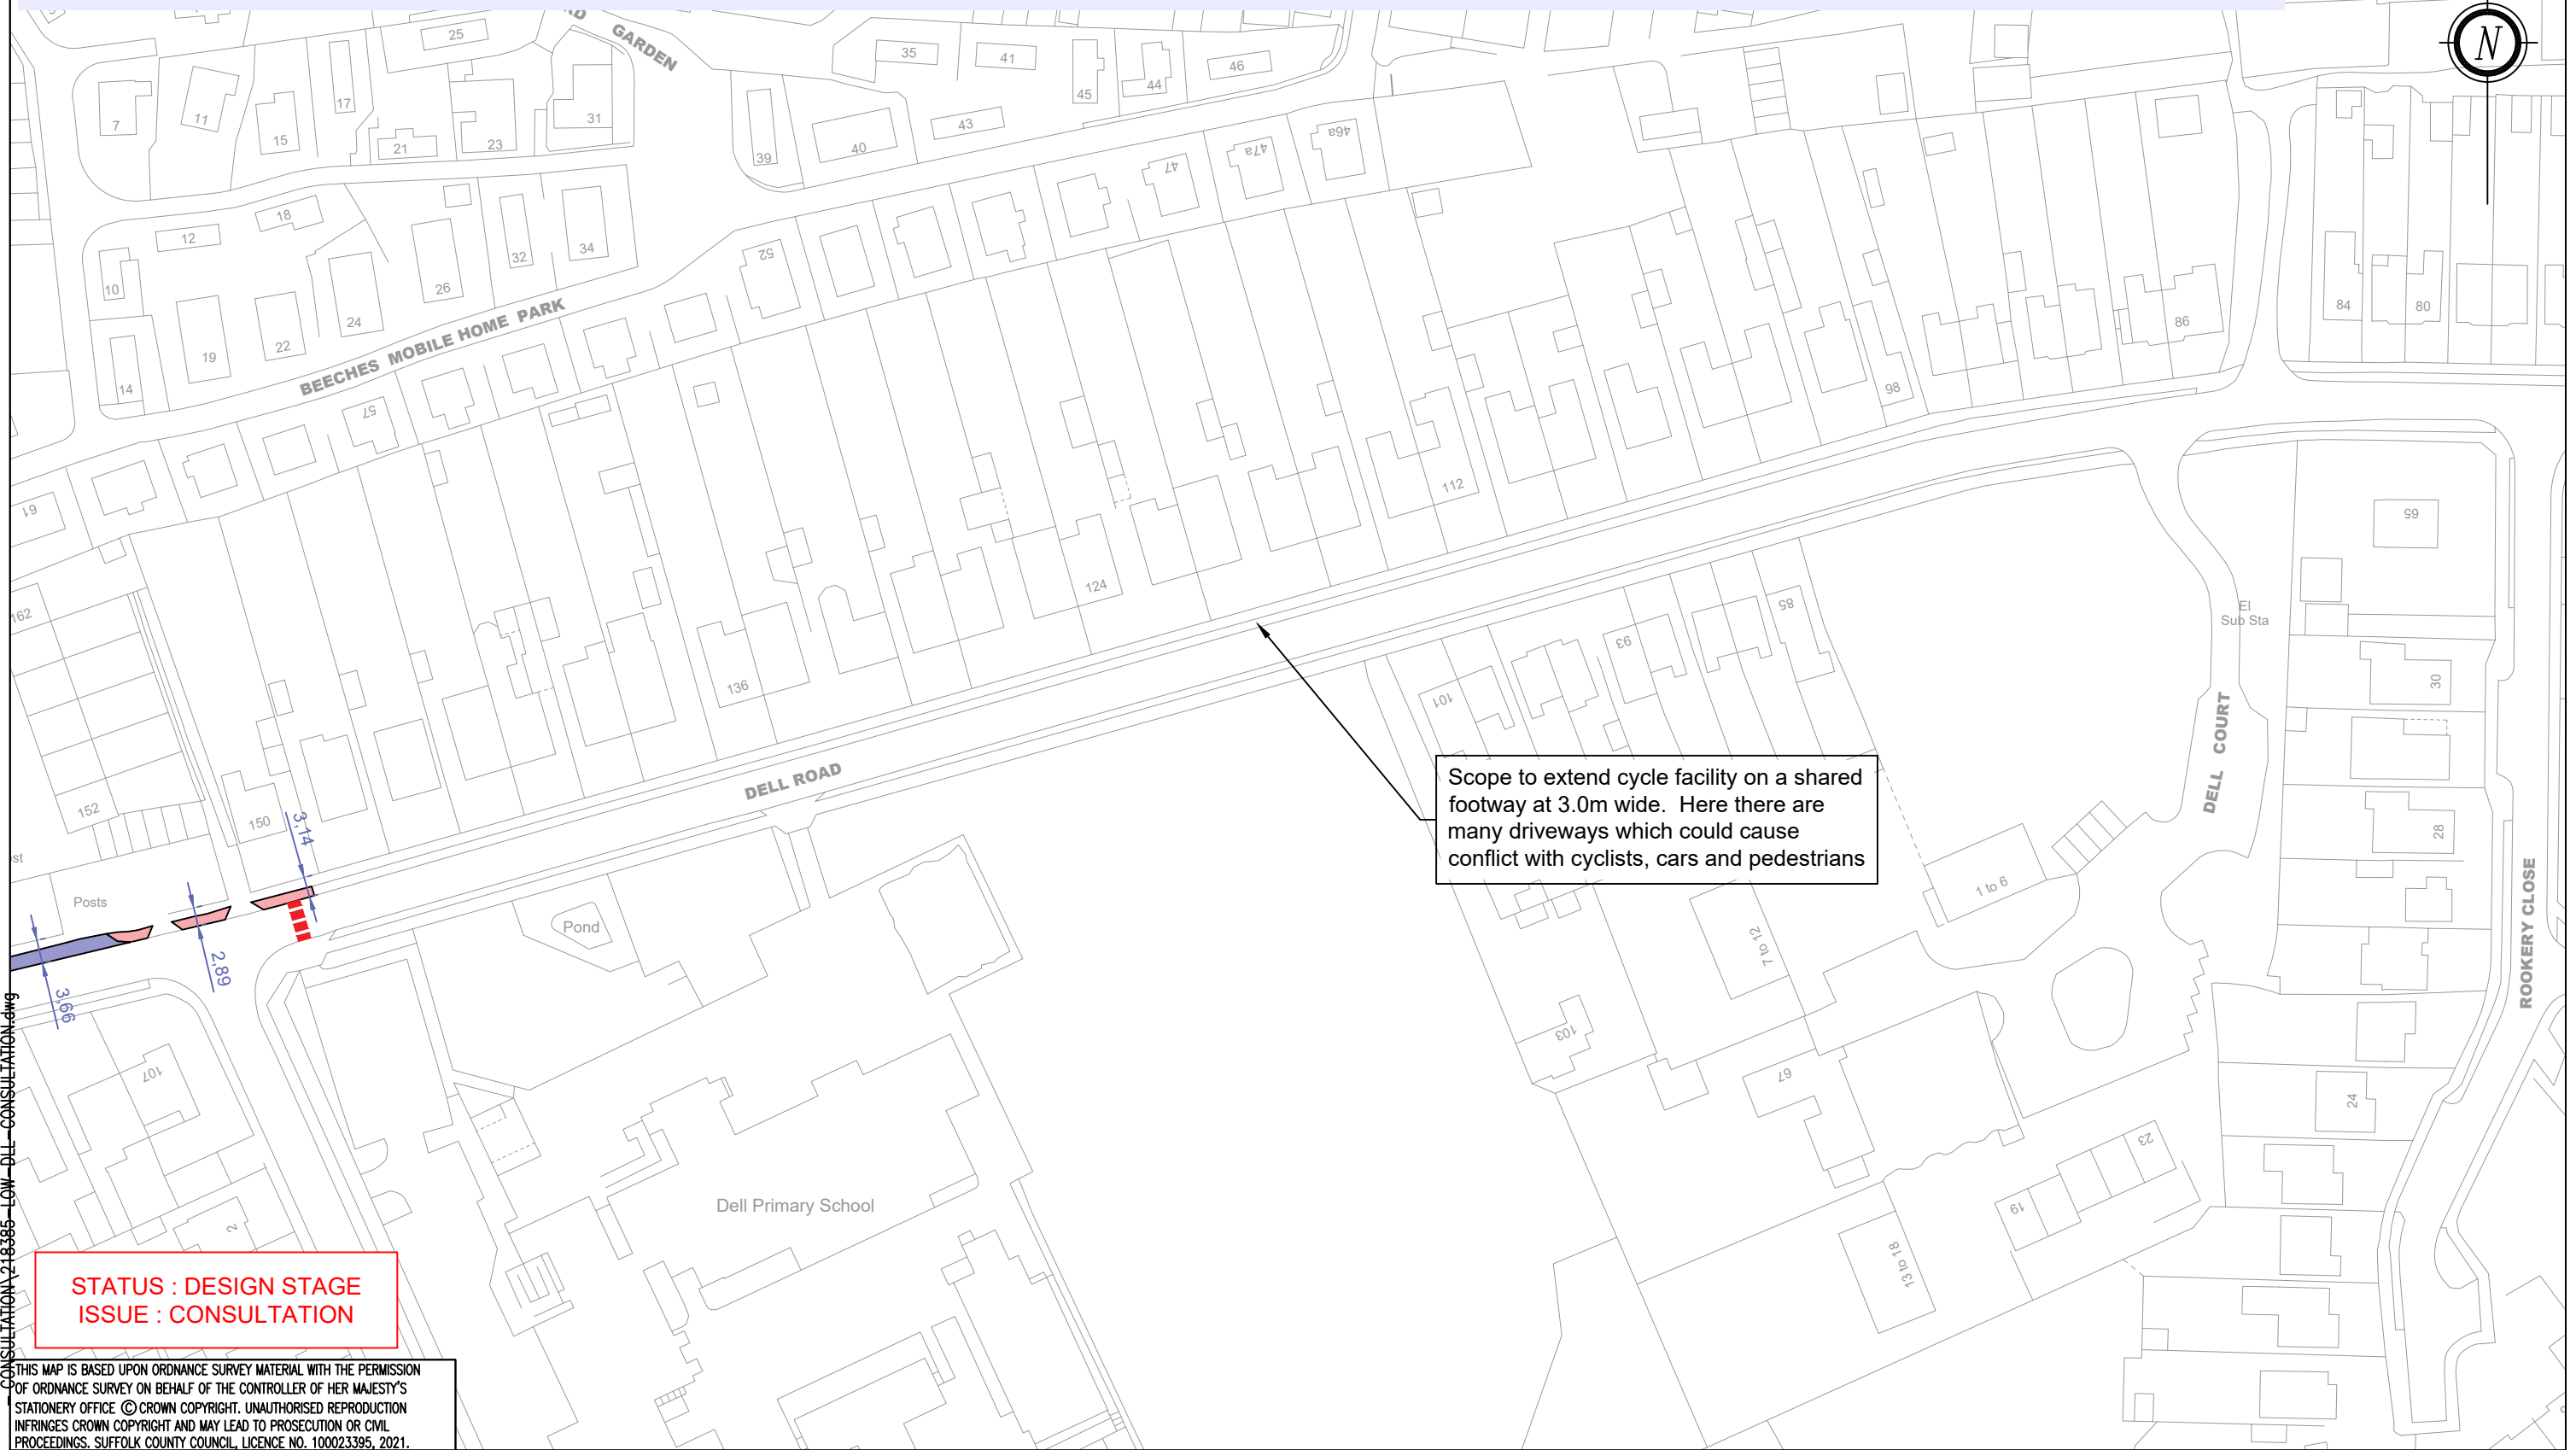 25
GARDEN
35
41
45
44
46
N
7
11
15
17
21
23
31
39
40
43
47
47a
46a
12
18
10
32
34
52
26
24
22
19
14
BEECHES MOBILE HOME PARK
57
61
84
80
86
98
112
124
136
162
152
150
65
El
Sub Sta
30
28
24
DELL COURT
ROOKERY CLOSE
85
93
101
DELL ROAD
Scope to extend cycle facility on a shared
footway at 3.0m wide. Here there are
many driveways which could cause
conflict with cyclists, cars and pedestrians
3,14
2,89
3,66
Posts
Pond
1 to 6
7 to 12
103
67
107
2
19
23
13 to 18
Dell Primary School
CONSULTATION\218385-LOW-DLL-CONSULTATION.dwg
STATUS : DESIGN STAGE
ISSUE : CONSULTATION
THIS MAP IS BASED UPON ORDNANCE SURVEY MATERIAL WITH THE PERMISSION
OF ORDNANCE SURVEY ON BEHALF OF THE CONTROLLER OF HER MAJESTY'S
STATIONERY OFFICE © CROWN COPYRIGHT. UNAUTHORISED REPRODUCTION
INFRINGES CROWN COPYRIGHT AND MAY LEAD TO PROSECUTION OR CIVIL
PROCEEDINGS. SUFFOLK COUNTY COUNCIL, LICENCE NO. 100023395, 2021.